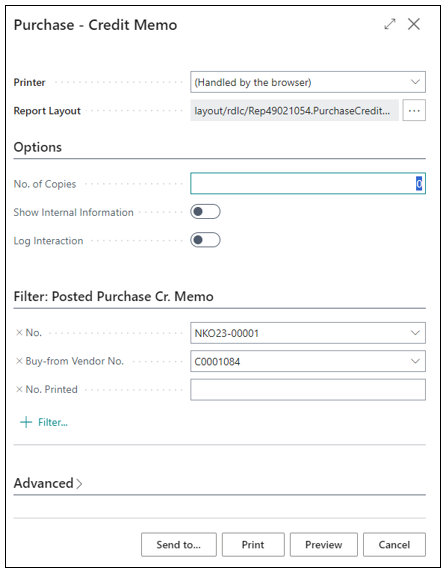 Purchase - Credit Memo
Printer (Handled by the browser)
Report Layout layout/rdlc/Rep49021054.PurchaseCredit... ...
Options
No. of Copies 0
Show Internal Information
Log Interaction
Filter: Posted Purchase Cr. Memo
× No. NKO23-00001
× Buy-from Vendor No. C0001084
× No. Printed
+ Filter...
Advanced >
Send to... Print Preview Cancel